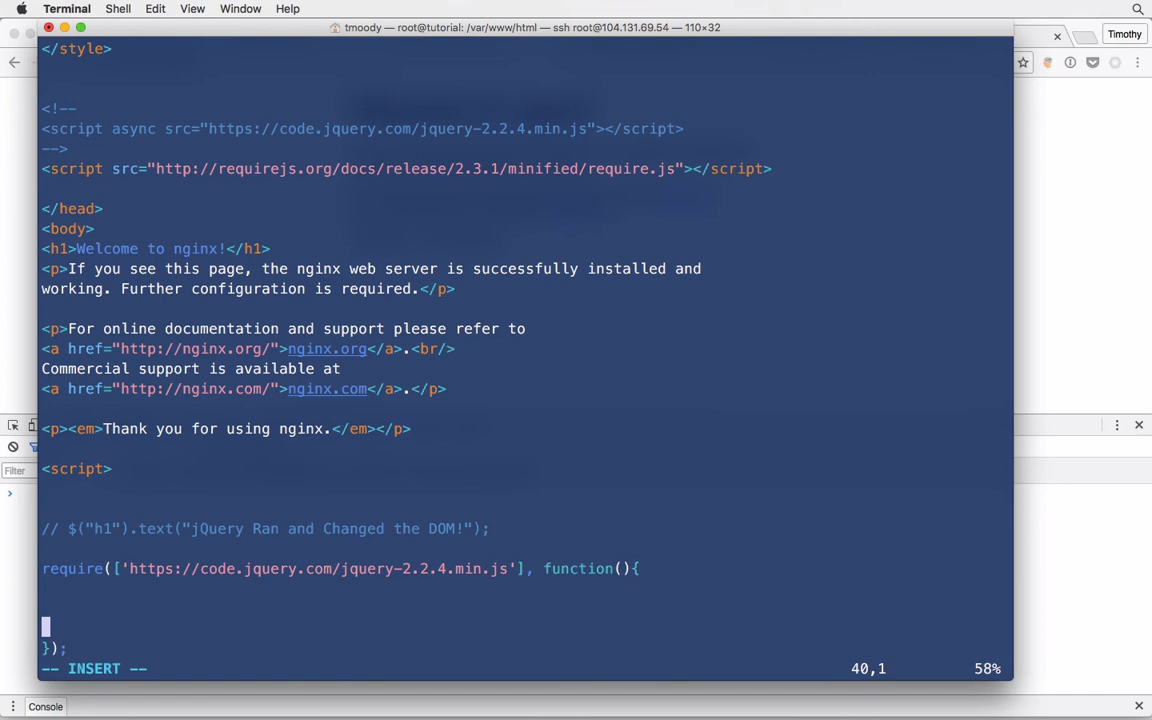 Terminal Shell Edit View Window Help
tmoody — root@tutorial: /var/www/html — ssh root@104.131.69.54 — 110×32
Timothy
</style>
<!--
<script async src="https://code.jquery.com/jquery-2.2.4.min.js"></script>
-->
<script src="http://requirejs.org/docs/release/2.3.1/minified/require.js"></script>
</head>
<body>
<h1>Welcome to nginx!</h1>
<p>If you see this page, the nginx web server is successfully installed and
working. Further configuration is required.</p>
<p>For online documentation and support please refer to
<a href="http://nginx.org/">nginx.org</a>.<br/>
Commercial support is available at
<a href="http://nginx.com/">nginx.com</a>.</p>
<p><em>Thank you for using nginx.</em></p>
<script>
Filter
// $("h1").text("jQuery Ran and Changed the DOM!");
require(['https://code.jquery.com/jquery-2.2.4.min.js'], function(){
});
-- INSERT -- 40,1 58%
Console